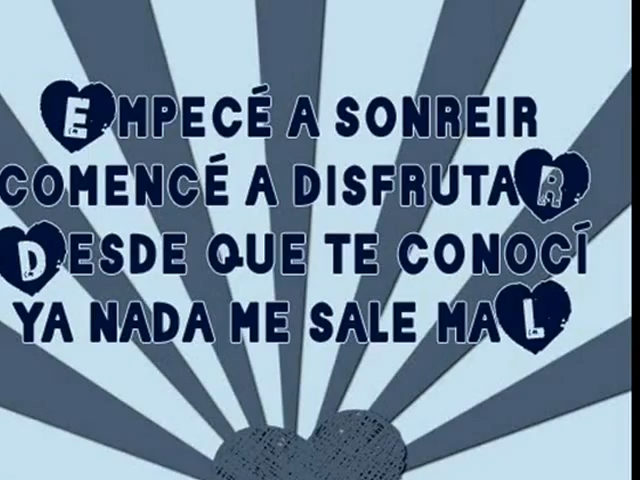 EMPECÉ A SONREIR
COMENCÉ A DISFRUTAR
DESDE QUE TE CONOCÍ
YA NADA ME SALE MAL